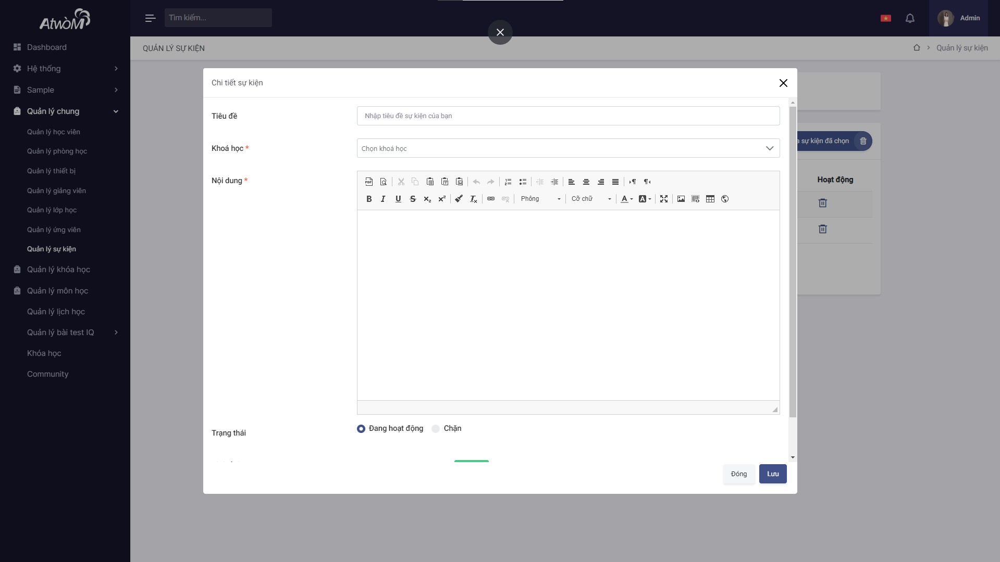 AtwòM
Tìm kiếm...
Admin
QUẢN LÝ SỰ KIỆN
Quản lý sự kiện
Dashboard
Hệ thống
Sample
Quản lý chung
Quản lý học viên
Quản lý phòng học
Quản lý thiết bị
Quản lý giảng viên
Quản lý lớp học
Quản lý ứng viên
Quản lý sự kiện
Quản lý khóa học
Quản lý môn học
Quản lý lịch học
Quản lý bài test IQ
Khóa học
Community
Chi tiết sự kiện
Tiêu đề
Nhập tiêu đề sự kiện của bạn
Khoá học *
Chọn khoá học
Nội dung *
Phông
Cỡ chữ
Trạng thái
Đang hoạt động
Chặn
Đóng
Lưu
a sự kiện đã chọn
Hoạt động